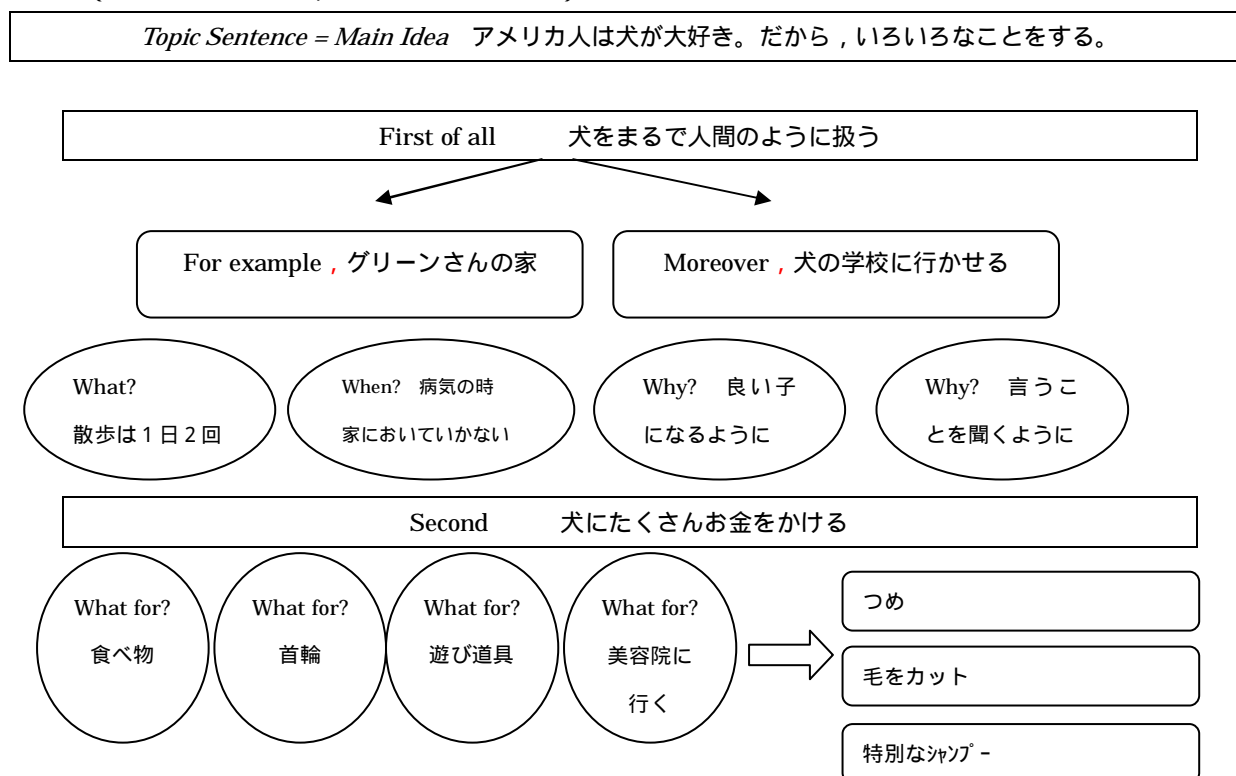 Topic Sentence = Main Idea アメリカ人は犬が大好き。だから，いろいろなことをする。
First of all 犬をまるで人間のように扱う
For example，グリーンさんの家
Moreover，犬の学校に行かせる
What?
散歩は１日２回
When? 病気の時
家においていかない
Why? 良い子
になるように
Why? 言うこ
とを聞くように
Second 犬にたくさんお金をかける
What for?
食べ物
What for?
首輪
What for?
遊び道具
What for?
美容院に
行く
つめ
毛をカット
特別なｼｬﾝﾌﾟｰ